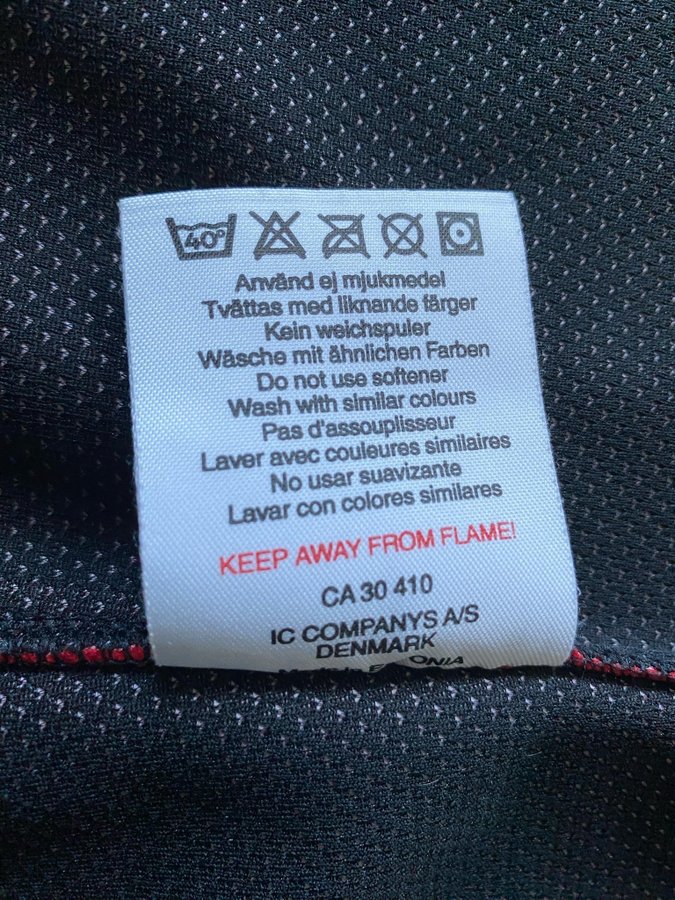 40°
Använd ej mjukmedel
Tvättas med liknande färger
Kein weichspuler
Wäsche mit ähnlichen Farben
Do not use softener
Wash with similar colours
Pas d'assouplisseur
Laver avec couleures similaires
No usar suavizante
Lavar con colores similares
KEEP AWAY FROM FLAME!
CA 30 410
IC COMPANYS A/S
DENMARK